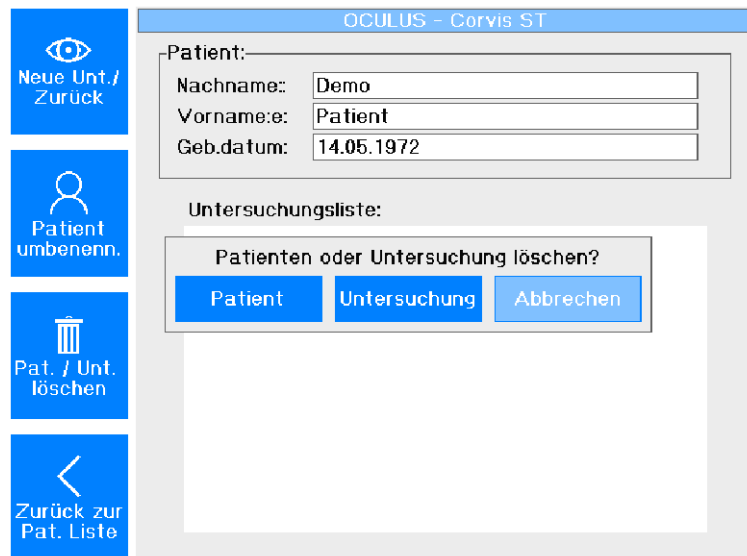 OCULUS - Corvis ST
Neue Unt./
Zurück
Patient:
Nachname:: Demo
Vorname:e: Patient
Geb.datum: 14.05.1972
Patient
umbenenn.
Untersuchungsliste:
Patienten oder Untersuchung löschen?
Patient Untersuchung Abbrechen
Pat. / Unt.
löschen
Zurück zur
Pat. Liste